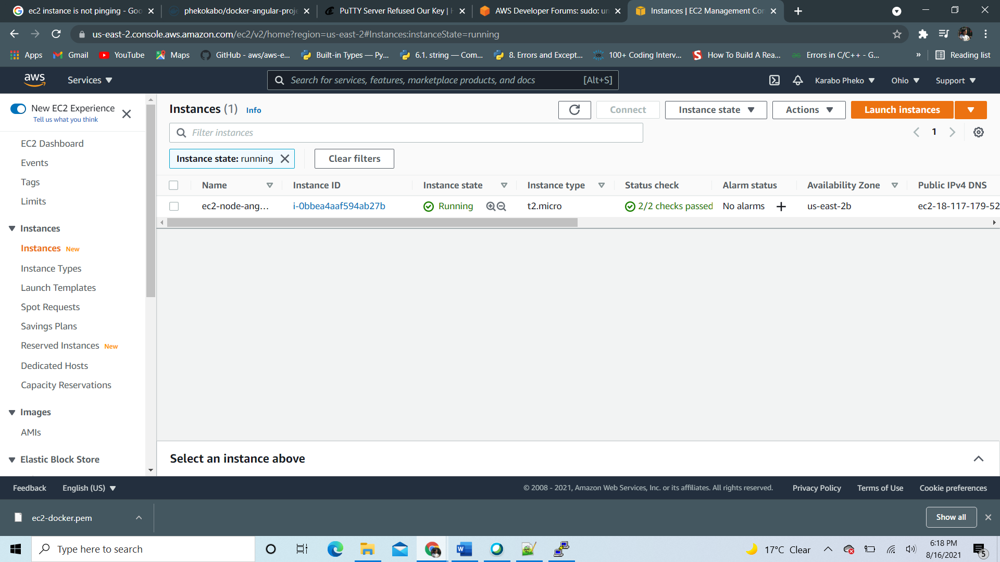 ec2 instance is not pinging - Goo
phekokabo/docker-angular-proje
PuTTY Server Refused Our Key |
AWS Developer Forums: sudo: un
Instances | EC2 Management Con
us-east-2.console.aws.amazon.com/ec2/v2/home?region=us-east-2#Instances:instanceState=running
Apps
Gmail
YouTube
Maps
GitHub - aws/aws-e...
Built-in Types — Py...
6.1. string — Com...
8. Errors and Except...
100+ Coding Interv...
How To Build A Rea...
Errors in C/C++ - G...
»
Reading list
aws
Services
Search for services, features, marketplace products, and docs
[Alt+S]
Karabo Pheko
Ohio
Support
New EC2 Experience
Tell us what you think
EC2 Dashboard
Events
Tags
Limits
Instances
Instances New
Instance Types
Launch Templates
Spot Requests
Savings Plans
Reserved Instances New
Dedicated Hosts
Capacity Reservations
Images
AMIs
Elastic Block Store
Instances (1) Info
Connect
Instance state
Actions
Launch instances
Filter instances
1
Instance state: running
Clear filters
Name Instance ID Instance state Instance type Status check Alarm status Availability Zone Public IPv4 DNS
ec2-node-ang... i-0bbea4aaf594ab27b Running t2.micro 2/2 checks passed No alarms + us-east-2b ec2-18-117-179-52
Select an instance above
Feedback
English (US)
© 2008 - 2021, Amazon Web Services, Inc. or its affiliates. All rights reserved.
Privacy Policy
Terms of Use
Cookie preferences
ec2-docker.pem
Show all
Type here to search
17°C Clear
6:18 PM
8/16/2021
5